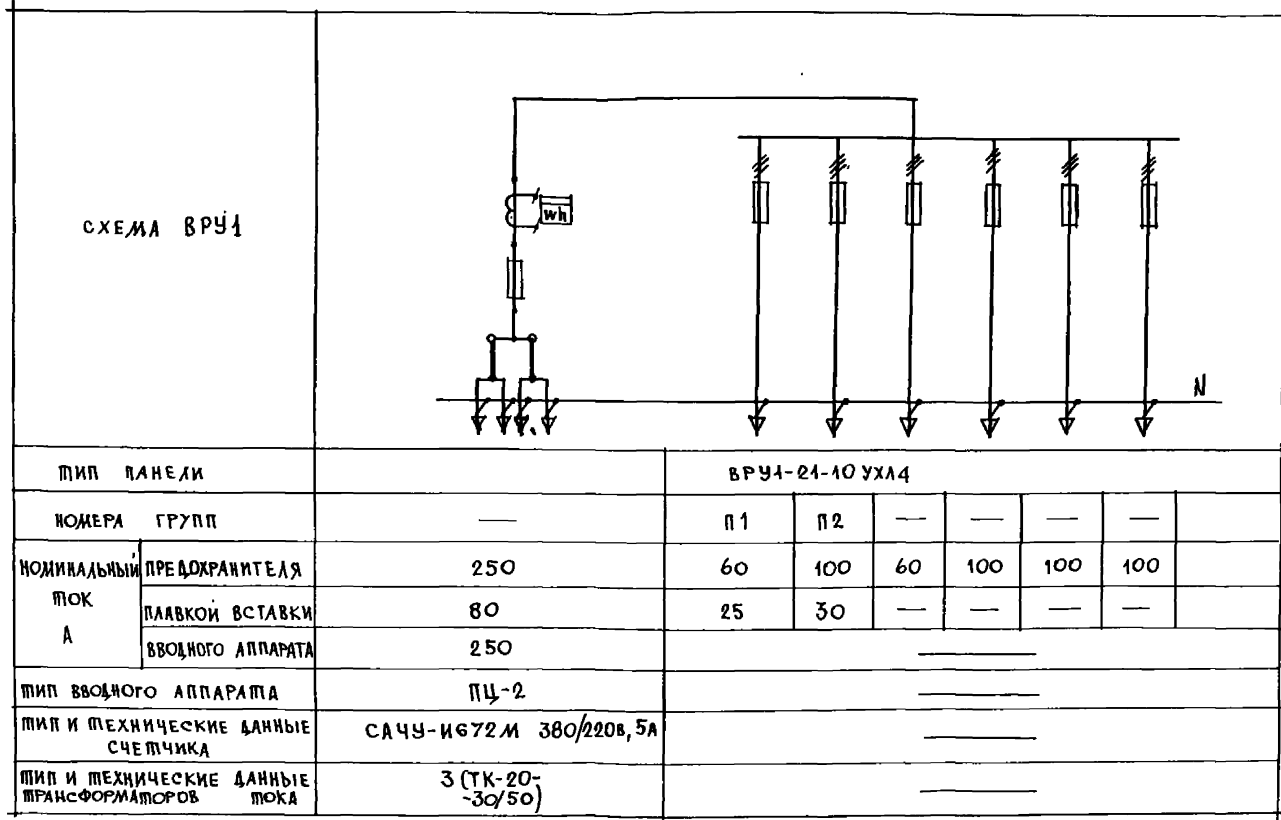 СХЕМА ВРУ1
wh
N
ТИП ПАНЕЛИ
ВРУ1-21-10 УХЛ4
НОМЕРА ГРУПП — П1 П2 — — — —
НОМИНАЛЬНЫЙ ТОК А
ПРЕДОХРАНИТЕЛЯ 250 60 100 60 100 100 100
ПЛАВКОЙ ВСТАВКИ 80 25 30 — — — —
ВВОДНОГО АППАРАТА 250 —
ТИП ВВОДНОГО АППАРАТА ПЦ-2 —
ТИП И ТЕХНИЧЕСКИЕ ДАННЫЕ
СЧЕТЧИКА
САЧУ-И672М 380/220В, 5А —
ТИП И ТЕХНИЧЕСКИЕ ДАННЫЕ
ТРАНСФОРМАТОРОВ ТОКА
3 (ТК-20-
-30/50) —